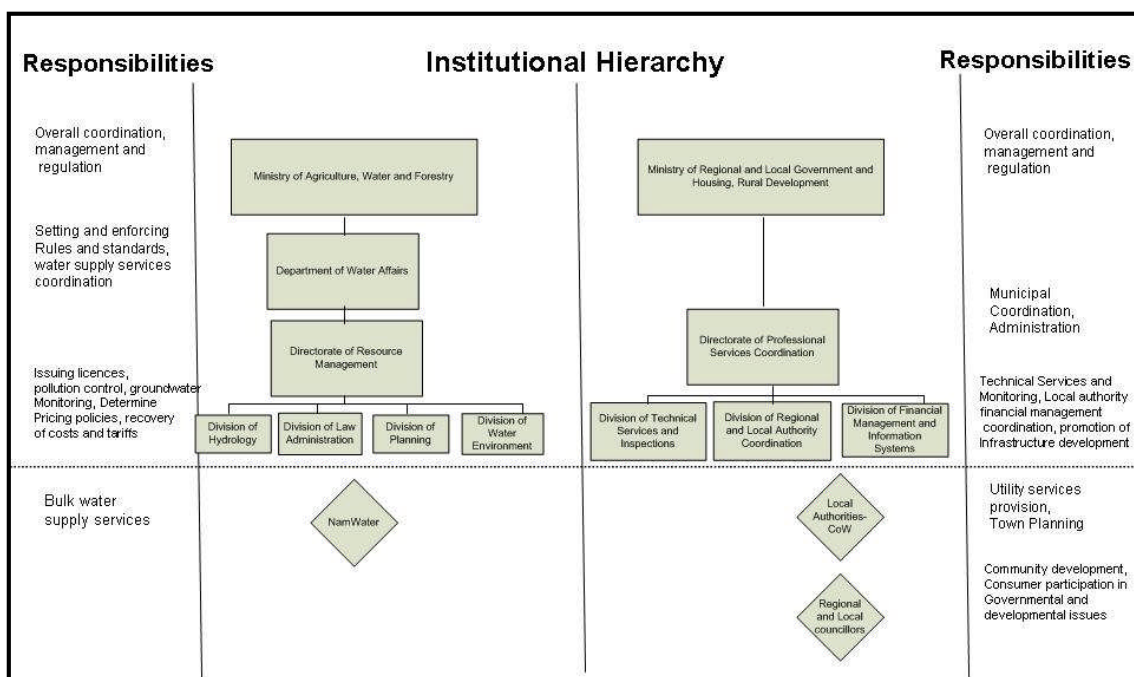 Responsibilities
Institutional Hierarchy
Responsibilities
Overall coordination,
management and
regulation
Ministry of Agriculture, Water and Forestry
Ministry of Regional and Local Government and
Housing, Rural Development
Overall coordination,
management and
regulation
Setting and enforcing
Rules and standards,
water supply services
coordination
Department of Water Affairs
Municipal
Coordination,
Administration
Directorate of Resource
Management
Directorate of Professional
Services Coordination
Issuing licences,
pollution control, groundwater
Monitoring, Determine
Pricing policies, recovery
of costs and tariffs
Division of
Hydrology
Division of Law
Administration
Division of
Planning
Division of
Water
Environment
Division of Technical
Services and
Inspections
Division of Regional
and Local Authority
Coordination
Division of Financial
Management and
Information
Systems
Technical Services and
Monitoring, Local authority
financial management
coordination, promotion of
Infrastructure development
Bulk water
supply services
NamWater
Local
Authorities-
CoW
Utility services
provision,
Town Planning
Regional
and Local
councillors
Community development,
Consumer participation in
Governmental and
developmental issues